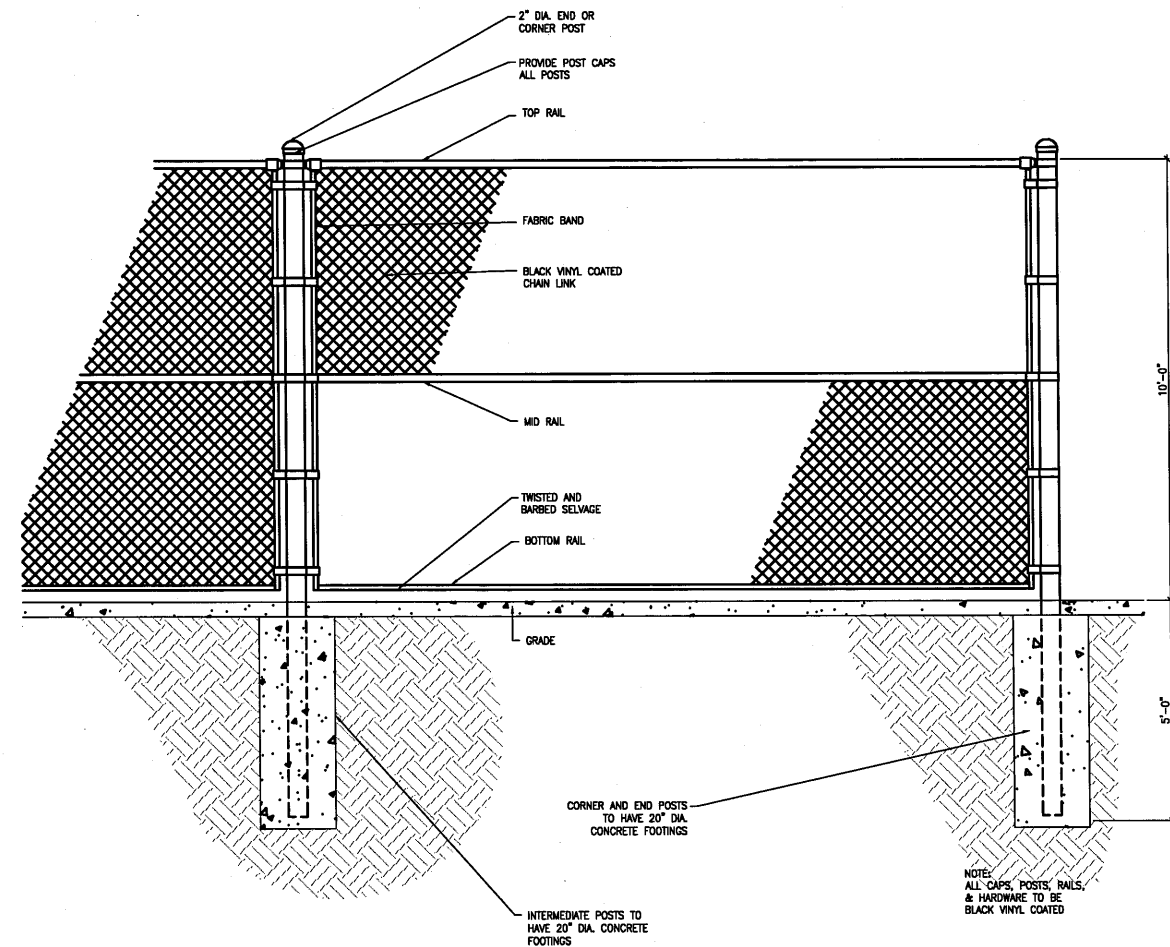 2" DIA. END OR
CORNER POST
PROVIDE POST CAPS
ALL POSTS
TOP RAIL
FABRIC BAND
BLACK VINYL COATED
CHAIN LINK
10'-0"
MID RAIL
TWISTED AND
BARBED SELVAGE
BOTTOM RAIL
GRADE
5'-0"
CORNER AND END POSTS
TO HAVE 20" DIA.
CONCRETE FOOTINGS
NOTE:
ALL CAPS, POSTS, RAILS,
& HARDWARE TO BE
BLACK VINYL COATED
INTERMEDIATE POSTS TO
HAVE 20" DIA. CONCRETE
FOOTINGS